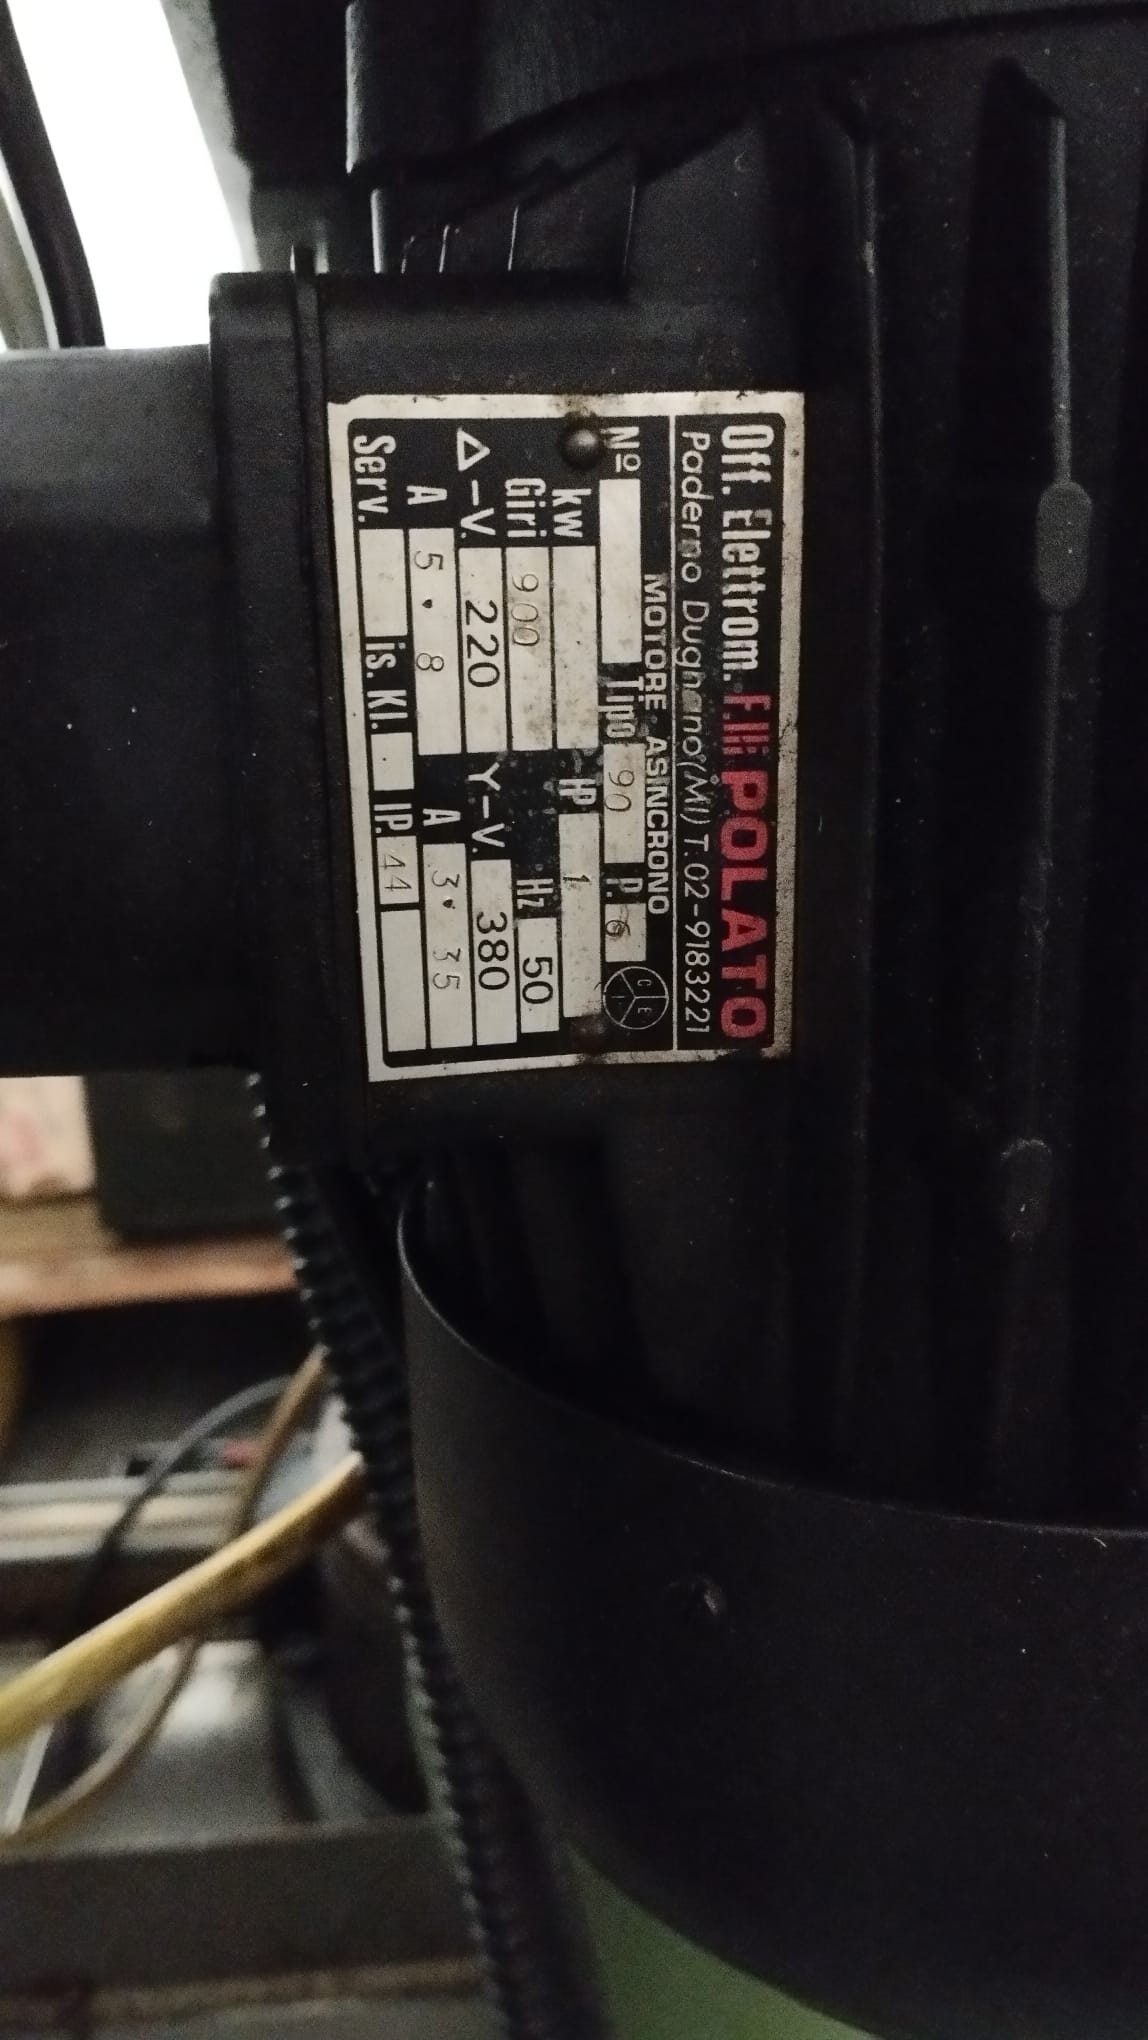 Off. Elettrom. F.lli POLATO
Paderno Dugnano (MI) T. 02-9183221
MOTORE ASINCRONO
Nº Tipo 90 P. 6 CEI
kw HP 1
Giri 900 Hz 50
Δ-V. 220 Y-V. 380
A 5.8 A 3.35
Serv. is. Kl. IP. 44